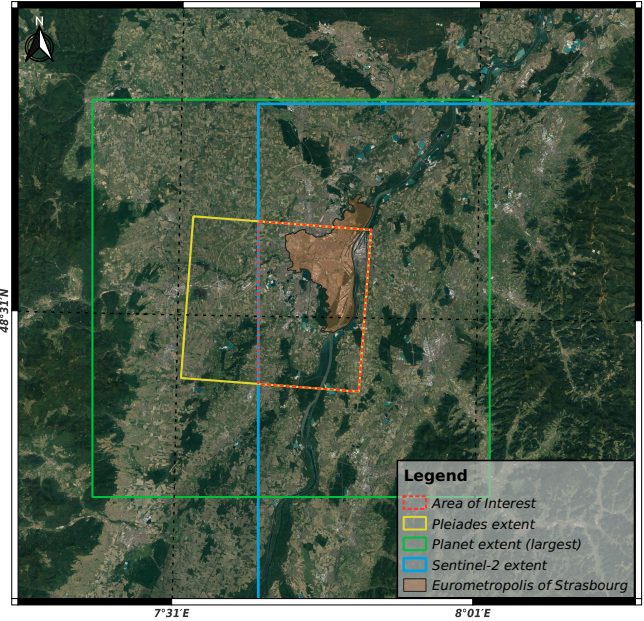 N
48°31′N
Legend
Area of Interest
Pleiades extent
Planet extent (largest)
Sentinel-2 extent
Eurometropolis of Strasbourg
7°31′E
8°01′E